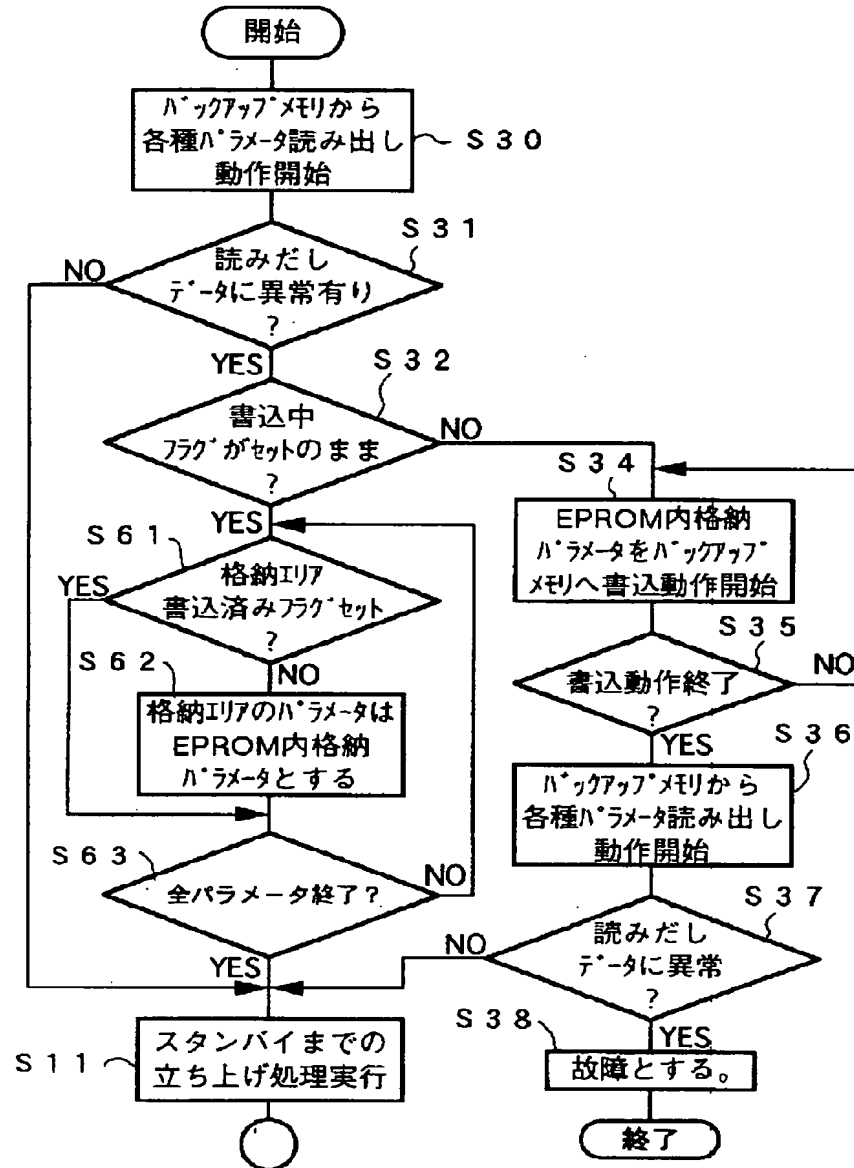 開始
バックアップメモリから
各種パラメータ読み出し
動作開始
S30
S31
読みだし
データに異常有り
?
NO
YES
S32
書込中
フラグがセットのまま
?
NO
YES
S61
格納エリア
書込済みフラグセット
?
YES
NO
S62
格納エリアのパラメータは
EPROM内格納
パラメータとする
S63
全パラメータ終了?
NO
YES
S11
スタンバイまでの
立ち上げ処理実行
S34
EPROM内格納
パラメータをバックアップ
メモリへ書込動作開始
S35
書込動作終了
?
NO
YES
S36
バックアップメモリから
各種パラメータ読み出し
動作開始
S37
読みだし
データに異常
?
NO
YES
S38
故障とする。
終了